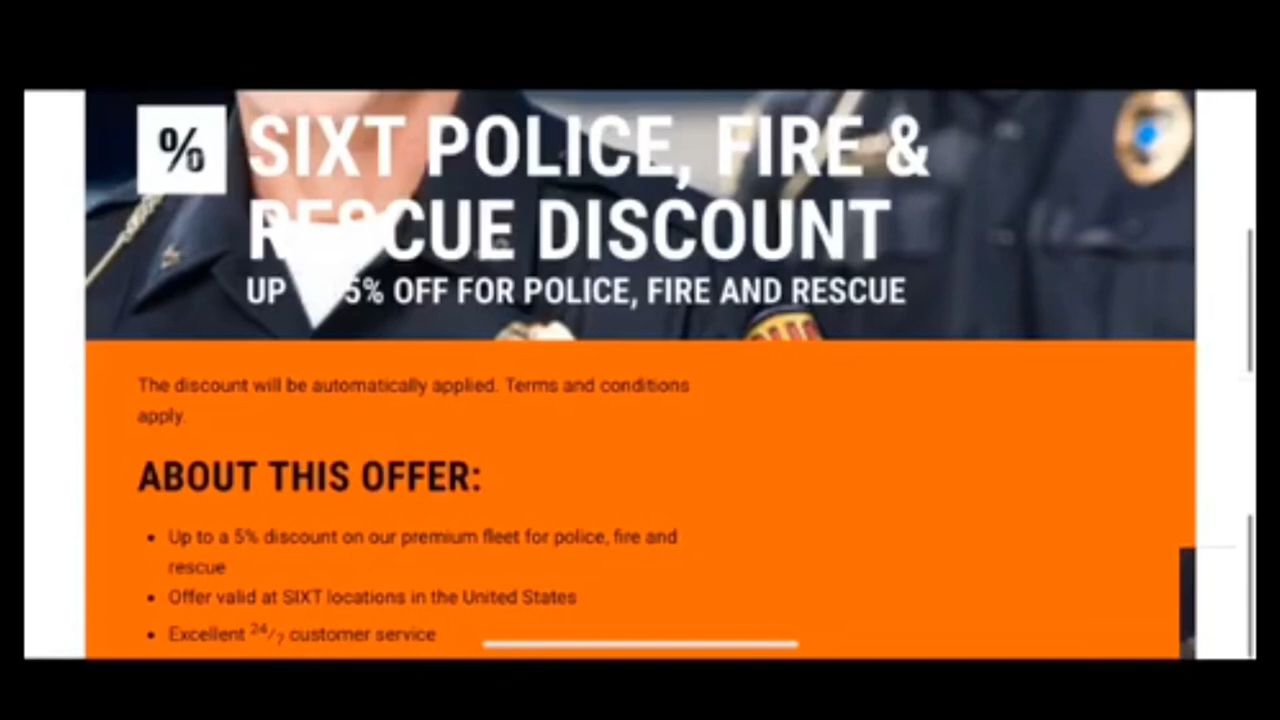 %
SIXT POLICE, FIRE &
RESCUE DISCOUNT
UP 5% OFF FOR POLICE, FIRE AND RESCUE
The discount will be automatically applied. Terms and conditions
apply.
ABOUT THIS OFFER:
Up to a 5% discount on our premium fleet for police, fire and
rescue
Offer valid at SIXT locations in the United States
Excellent 24/7 customer service